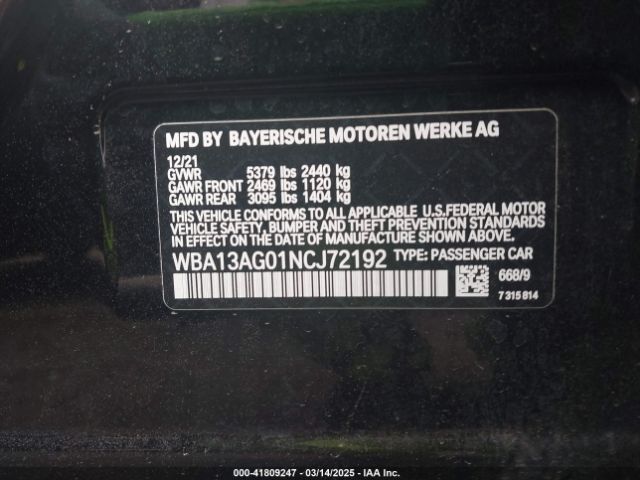 MFD BY BAYERISCHE MOTOREN WERKE AG
12/21
GVWR 5379 lbs 2440 kg
GAWR FRONT 2469 lbs 1120 kg
GAWR REAR 3095 lbs 1404 kg
THIS VEHICLE CONFORMS TO ALL APPLICABLE U.S.FEDERAL MOTOR
VEHICLE SAFETY, BUMPER AND THEFT PREVENTION STANDARDS
IN EFFECT ON THE DATE OF MANUFACTURE SHOWN ABOVE.
WBA13AG01NCJ72192 TYPE: PASSENGER CAR
668/9
7 315 814
000-41809247 - 03/14/2025 - IAA Inc.